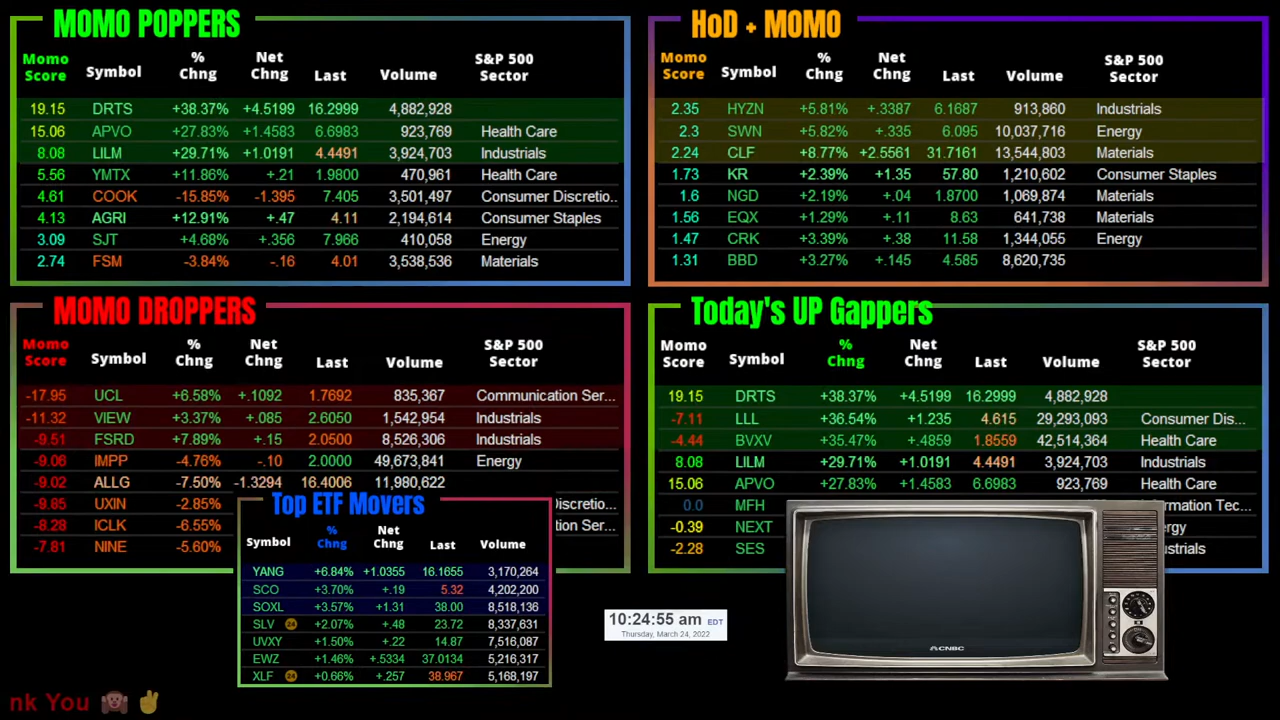 MOMO POPPERS
Momo Score Symbol % Chng Net Chng Last Volume S&P 500 Sector
19.15 DRTS +38.37% +4.5199 16.2999 4,882,928
15.06 APVO +27.83% +1.4583 6.6983 923,769 Health Care
8.08 LILM +29.71% +1.0191 4.4491 3,924,703 Industrials
5.56 YMTX +11.86% +.21 1.9800 470,961 Health Care
4.61 COOK -15.85% -1.395 7.405 3,501,497 Consumer Discretio..
4.13 AGRI +12.91% +.47 4.11 2,194,614 Consumer Staples
3.09 SJT +4.68% +.356 7.966 410,058 Energy
2.74 FSM -3.84% -.16 4.01 3,538,536 Materials
HoD + MOMO
Momo Score Symbol % Chng Net Chng Last Volume S&P 500 Sector
2.35 HYZN +5.81% +.3387 6.1687 913,860 Industrials
2.3 SWN +5.82% +.335 6.095 10,037,716 Energy
2.24 CLF +8.77% +2.5561 31.7161 13,544,803 Materials
1.73 KR +2.39% +1.35 57.80 1,210,602 Consumer Staples
1.6 NGD +2.19% +.04 1.8700 1,069,874 Materials
1.56 EQX +1.29% +.11 8.63 641,738 Materials
1.47 CRK +3.39% +.38 11.58 1,344,055 Energy
1.31 BBD +3.27% +.145 4.585 8,620,735
MOMO DROPPERS
Momo Score Symbol % Chng Net Chng Last Volume S&P 500 Sector
-17.95 UCL +6.58% +.1092 1.7692 835,367 Communication Ser...
-11.32 VIEW +3.37% +.085 2.6050 1,542,954 Industrials
-9.51 FSRD +7.89% +.15 2.0500 8,526,306 Industrials
-9.06 IMPP -4.76% -.10 2.0000 49,673,841 Energy
-9.02 ALLG -7.50% -1.3294 16.4006 11,980,622
UXIN -2.85% Discretio...
-8.28 ICLK -6.55% tion Ser...
-7.81 NINE -5.60%
Today's UP Gappers
Momo Score Symbol % Chng Net Chng Last Volume S&P 500 Sector
19.15 DRTS +38.37% +4.5199 16.2999 4,882,928
-7.11 LLL +36.54% +1.235 4.615 29,293,093 Consumer Dis...
-4.44 BVXV +35.47% +.4859 1.8559 42,514,364 Health Care
8.08 LILM +29.71% +1.0191 4.4491 3,924,703 Industrials
15.06 APVO +27.83% +1.4583 6.6983 923,769 Health Care
0.0 MFH rmation Tec...
-0.39 NEXT ergy
-2.28 SES ustrials
Top ETF Movers
Symbol % Chng Net Chng Last Volume
YANG +6.84% +1.0355 16.1655 3,170,264
SCO +3.70% +.19 5.32 4,202,200
SOXL +3.57% +1.31 38.00 8,518,136
SLV 24 +2.07% +.48 23.72 8,337,631
UVXY +1.50% +.22 14.87 7,516,087
EWZ +1.46% +.5334 37.0134 5,216,317
XLF 24 +0.66% +.257 38.967 5,168,197
10:24:55 am EDT
Thursday, March 24, 2022
CNBC
nk You